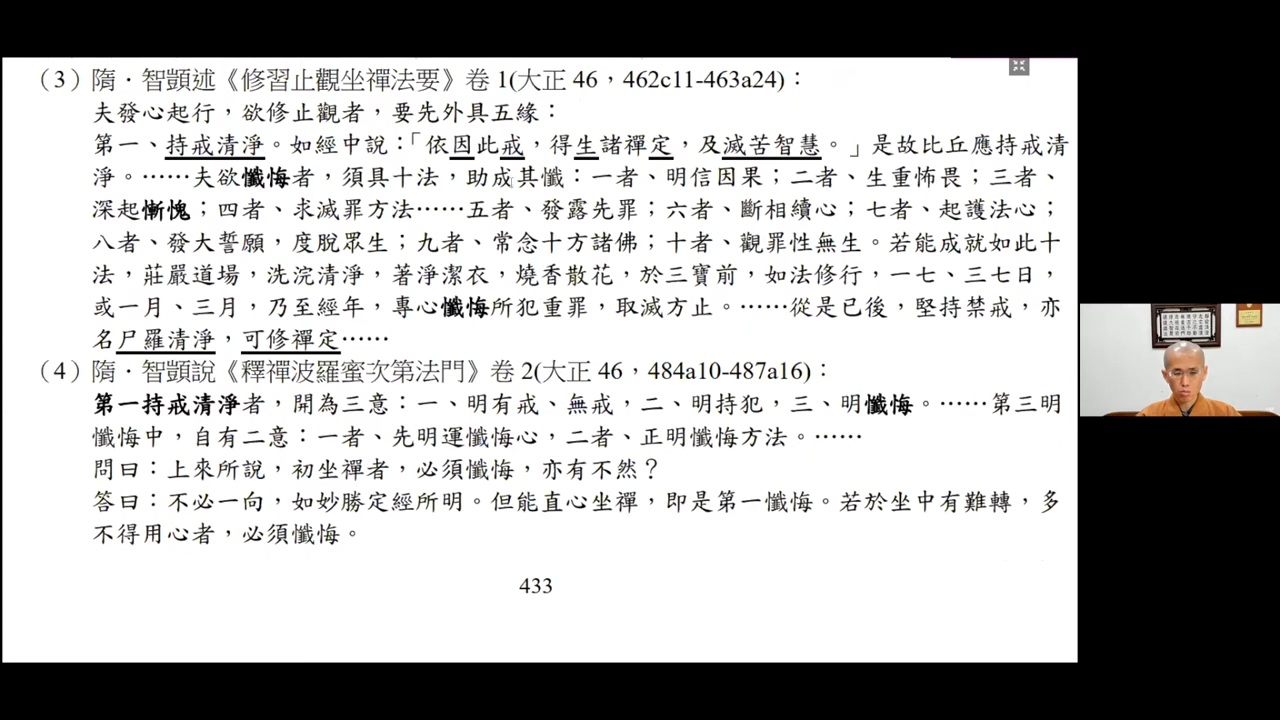 (3)隋．智顗述《修習止觀坐禪法要》卷 1(大正 46，462c11-463a24)：
夫發心起行，欲修止觀者，要先外具五緣：
第一、持戒清淨。如經中說：「依因此戒，得生諸禪定，及滅苦智慧。」是故比丘應持戒清
淨。……夫欲懺悔者，須具十法，助成其懺：一者、明信因果；二者、生重怖畏；三者、
深起慚愧；四者、求滅罪方法……五者、發露先罪；六者、斷相續心；七者、起護法心；
八者、發大誓願，度脫眾生；九者、常念十方諸佛；十者、觀罪性無生。若能成就如此十
法，莊嚴道場，洗浣清淨，著淨潔衣，燒香散花，於三寶前，如法修行，一七、三七日，
或一月、三月，乃至經年，專心懺悔所犯重罪，取滅方止。……從是已後，堅持禁戒，亦
名尸羅清淨，可修禪定……
(4)隋．智顗說《釋禪波羅蜜次第法門》卷 2(大正 46，484a10-487a16)：
第一持戒清淨者，開為三意：一、明有戒、無戒，二、明持犯，三、明懺悔。……第三明
懺悔中，自有二意：一者、先明運懺悔心，二者、正明懺悔方法。……
問曰：上來所說，初坐禪者，必須懺悔，亦有不然？
答曰：不必一向，如妙勝定經所明。但能直心坐禪，即是第一懺悔。若於坐中有難轉，多
不得用心者，必須懺悔。
433